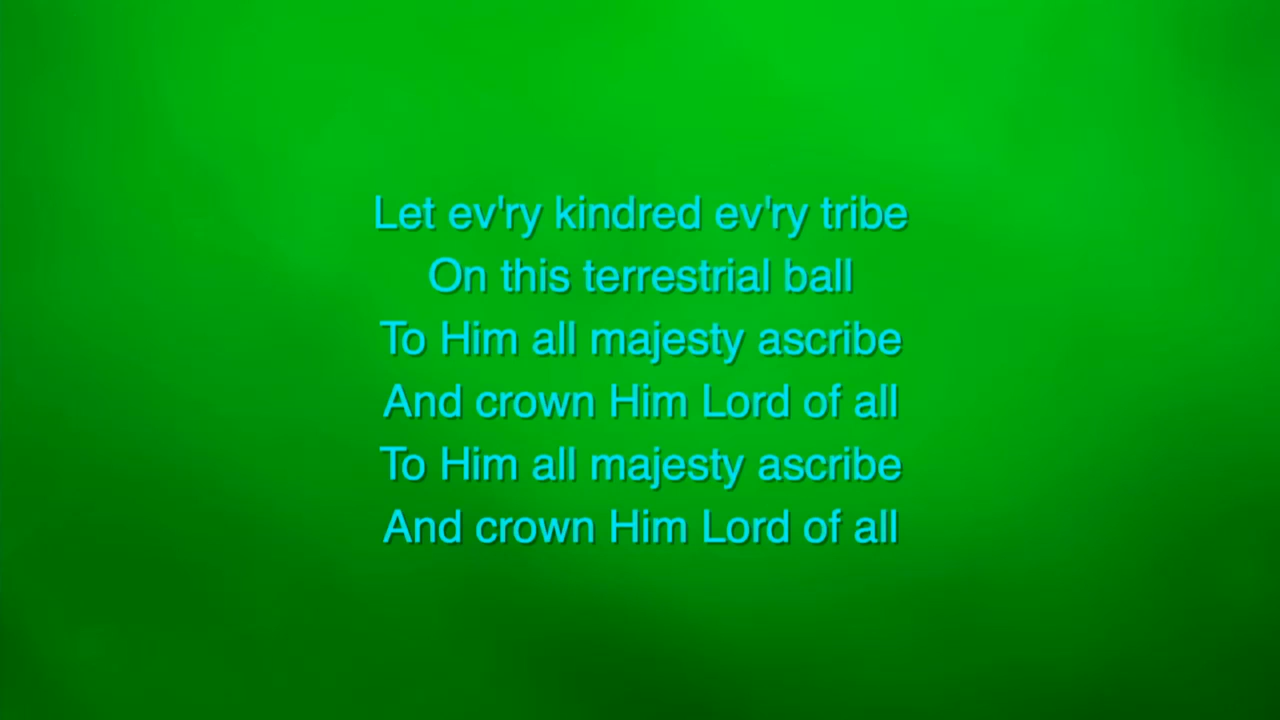 Let ev'ry kindred ev'ry tribe
On this terrestrial ball
To Him all majesty ascribe
And crown Him Lord of all
To Him all majesty ascribe
And crown Him Lord of all